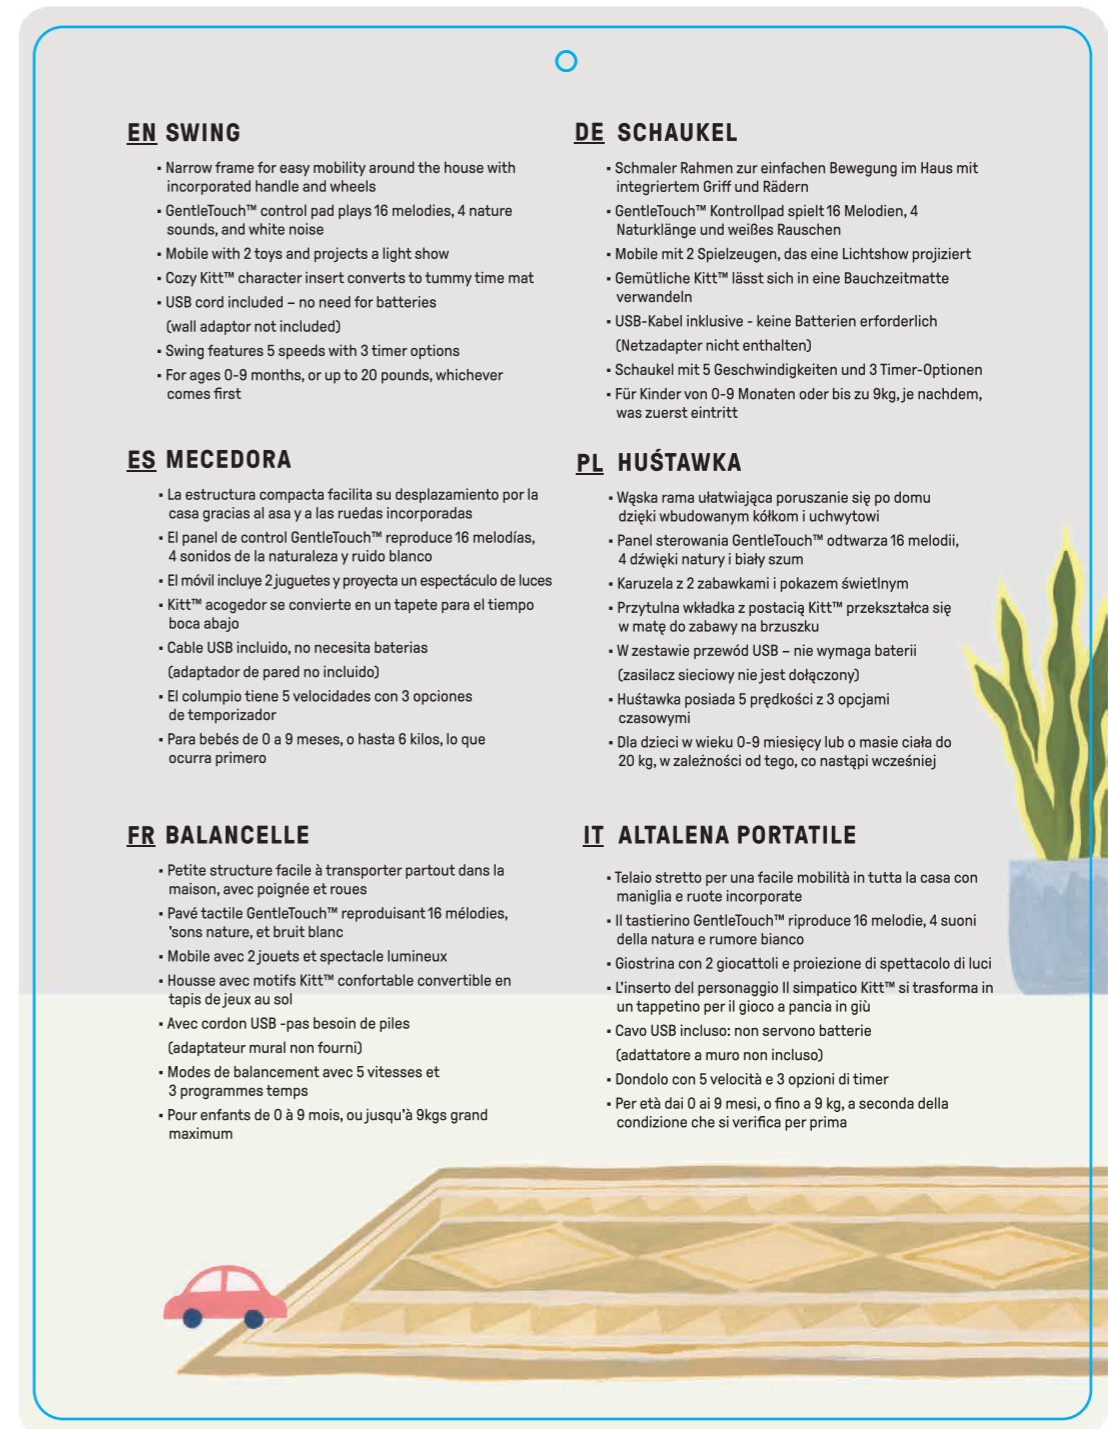 EN SWING
▪ Narrow frame for easy mobility around the house with
incorporated handle and wheels
▪ GentleTouch™ control pad plays 16 melodies, 4 nature
sounds, and white noise
▪ Mobile with 2 toys and projects a light show
▪ Cozy Kitt™ character insert converts to tummy time mat
▪ USB cord included – no need for batteries
(wall adaptor not included)
▪ Swing features 5 speeds with 3 timer options
▪ For ages 0-9 months, or up to 20 pounds, whichever
comes first
DE SCHAUKEL
▪ Schmaler Rahmen zur einfachen Bewegung im Haus mit
integriertem Griff und Rädern
▪ GentleTouch™ Kontrollpad spielt 16 Melodien, 4
Naturklänge und weißes Rauschen
▪ Mobile mit 2 Spielzeugen, das eine Lichtshow projiziert
▪ Gemütliche Kitt™ lässt sich in eine Bauchzeitmatte
verwandeln
▪ USB-Kabel inklusive - keine Batterien erforderlich
(Netzadapter nicht enthalten)
▪ Schaukel mit 5 Geschwindigkeiten und 3 Timer-Optionen
▪ Für Kinder von 0-9 Monaten oder bis zu 9kg, je nachdem,
was zuerst eintritt
ES MECEDORA
▪ La estructura compacta facilita su desplazamiento por la
casa gracias al asa y a las ruedas incorporadas
▪ El panel de control GentleTouch™ reproduce 16 melodías,
4 sonidos de la naturaleza y ruido blanco
▪ El móvil incluye 2 juguetes y proyecta un espectáculo de luces
▪ Kitt™ acogedor se convierte en un tapete para el tiempo
boca abajo
▪ Cable USB incluido, no necesita baterias
(adaptador de pared no incluido)
▪ El columpio tiene 5 velocidades con 3 opciones
de temporizador
▪ Para bebés de 0 a 9 meses, o hasta 6 kilos, lo que
ocurra primero
PL HUŚTAWKA
▪ Wąska rama ułatwiająca poruszanie się po domu
dzięki wbudowanym kółkom i uchwytowi
▪ Panel sterowania GentleTouch™ odtwarza 16 melodii,
4 dźwięki natury i biały szum
▪ Karuzela z 2 zabawkami i pokazem świetlnym
▪ Przytulna wkładka z postacią Kitt™ przekształca się
w matę do zabawy na brzuszku
▪ W zestawie przewód USB – nie wymaga baterii
(zasilacz sieciowy nie jest dołączony)
▪ Huśtawka posiada 5 prędkości z 3 opcjami
czasowymi
▪ Dla dzieci w wieku 0-9 miesięcy lub o masie ciała do
20 kg, w zależności od tego, co nastąpi wcześniej
FR BALANCELLE
▪ Petite structure facile à transporter partout dans la
maison, avec poignée et roues
▪ Pavé tactile GentleTouch™ reproduisant 16 mélodies,
'sons nature, et bruit blanc
▪ Mobile avec 2 jouets et spectacle lumineux
▪ Housse avec motifs Kitt™ confortable convertible en
tapis de jeux au sol
▪ Avec cordon USB -pas besoin de piles
(adaptateur mural non fourni)
▪ Modes de balancement avec 5 vitesses et
3 programmes temps
▪ Pour enfants de 0 à 9 mois, ou jusqu'à 9kgs grand
maximum
IT ALTALENA PORTATILE
▪ Telaio stretto per una facile mobilità in tutta la casa con
maniglia e ruote incorporate
▪ Il tastierino GentleTouch™ riproduce 16 melodie, 4 suoni
della natura e rumore bianco
▪ Giostrina con 2 giocattoli e proiezione di spettacolo di luci
▪ L'inserto del personaggio Il simpatico Kitt™ si trasforma in
un tappetino per il gioco a pancia in giù
▪ Cavo USB incluso: non servono batterie
(adattatore a muro non incluso)
▪ Dondolo con 5 velocità e 3 opzioni di timer
▪ Per età dai 0 ai 9 mesi, o fino a 9 kg, a seconda della
condizione che si verifica per prima